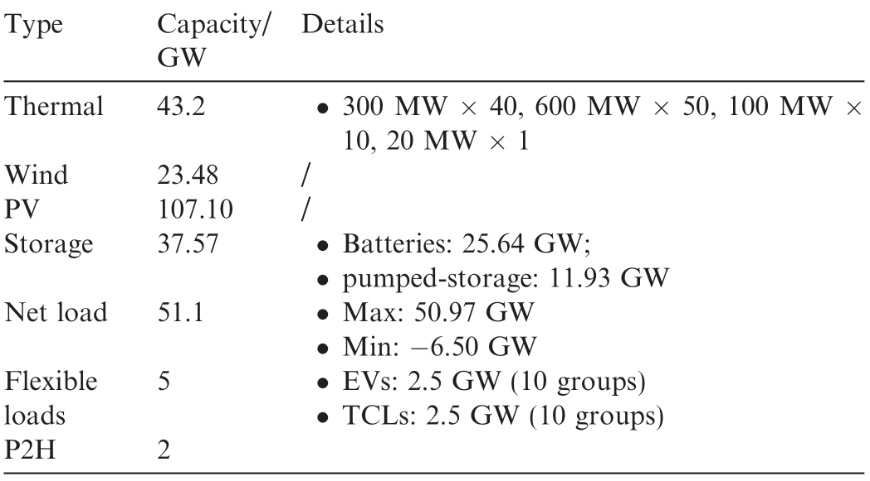 Type Capacity/ Details
GW
Thermal 43.2 • 300 MW × 40, 600 MW × 50, 100 MW ×
10, 20 MW × 1
Wind 23.48 /
PV 107.10 /
Storage 37.57 • Batteries: 25.64 GW;
• pumped-storage: 11.93 GW
Net load 51.1 • Max: 50.97 GW
• Min: −6.50 GW
Flexible 5 • EVs: 2.5 GW (10 groups)
loads • TCLs: 2.5 GW (10 groups)
P2H 2